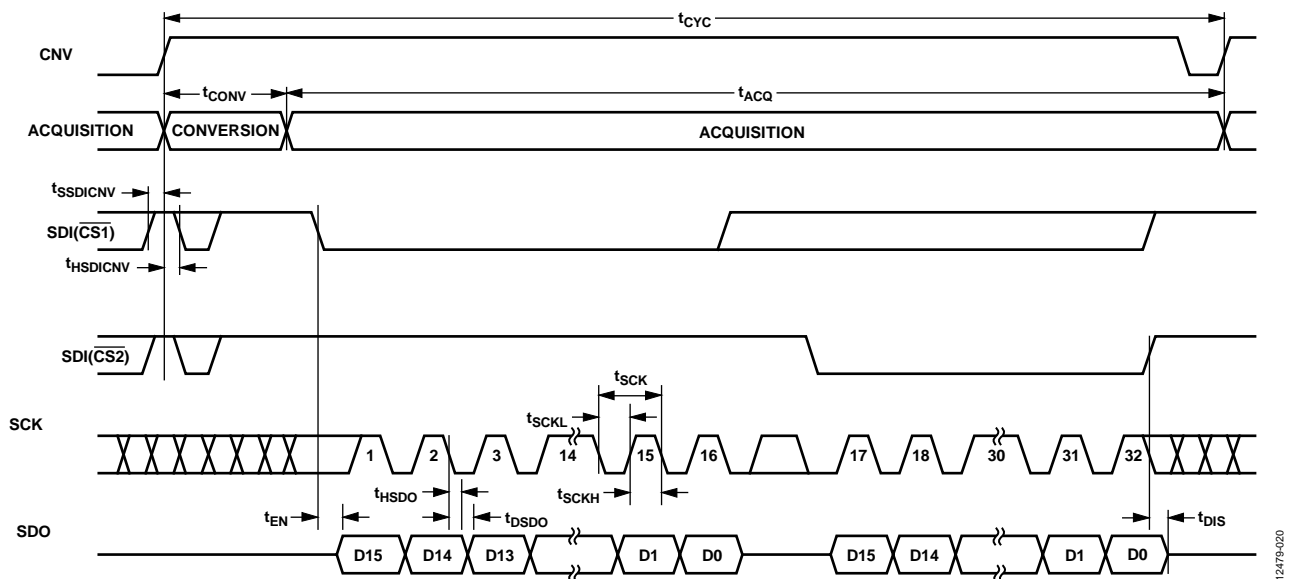 tCYC
CNV
tCONV
tACQ
ACQUISITION CONVERSION ACQUISITION
tSSDICNV
SDI(CS1)
tHSDICNV
SDI(CS2)
tSCK
tSCKL
SCK
1 2 3 14 15 16 17 18 30 31 32
tHSDO
tSCKH
tEN
tDSDO
tDIS
SDO
D15 D14 D13 D1 D0 D15 D14 D1 D0
12479-020